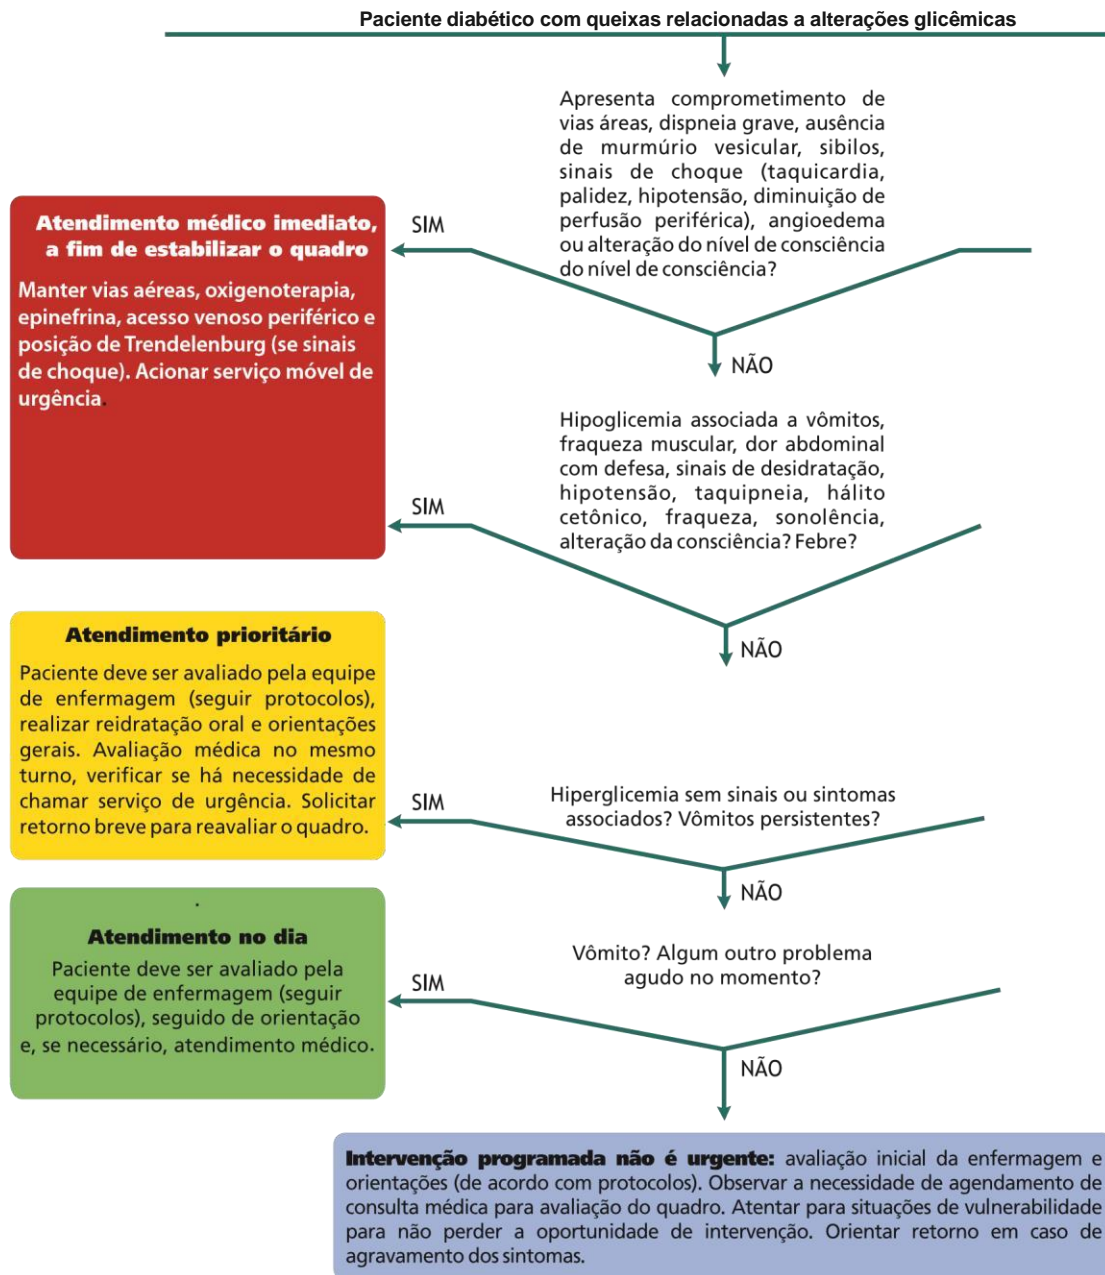 Paciente diabético com queixas relacionadas a alterações glicêmicas
Apresenta comprometimento de
vias áreas, dispneia grave, ausência
de murmúrio vesicular, sibilos,
sinais de choque (taquicardia,
palidez, hipotensão, diminuição de
perfusão periférica), angioedema
ou alteração do nível de consciência
do nível de consciência?
SIM
Atendimento médico imediato,
a fim de estabilizar o quadro
Manter vias aéreas, oxigenoterapia,
epinefrina, acesso venoso periférico e
posição de Trendelenburg (se sinais
de choque). Acionar serviço móvel de
urgência.
NÃO
Hipoglicemia associada a vômitos,
fraqueza muscular, dor abdominal
com defesa, sinais de desidratação,
hipotensão, taquipneia, hálito
cetônico, fraqueza, sonolência,
alteração da consciência? Febre?
SIM
NÃO
Atendimento prioritário
Paciente deve ser avaliado pela equipe
de enfermagem (seguir protocolos),
realizar reidratação oral e orientações
gerais. Avaliação médica no mesmo
turno, verificar se há necessidade de
chamar serviço de urgência. Solicitar
retorno breve para reavaliar o quadro.
SIM
Hiperglicemia sem sinais ou sintomas
associados? Vômitos persistentes?
NÃO
.
Atendimento no dia
Paciente deve ser avaliado pela
equipe de enfermagem (seguir
protocolos), seguido de orientação
e, se necessário, atendimento médico.
SIM
Vômito? Algum outro problema
agudo no momento?
NÃO
Intervenção programada não é urgente: avaliação inicial da enfermagem e
orientações (de acordo com protocolos). Observar a necessidade de agendamento de
consulta médica para avaliação do quadro. Atentar para situações de vulnerabilidade
para não perder a oportunidade de intervenção. Orientar retorno em caso de
agravamento dos sintomas.